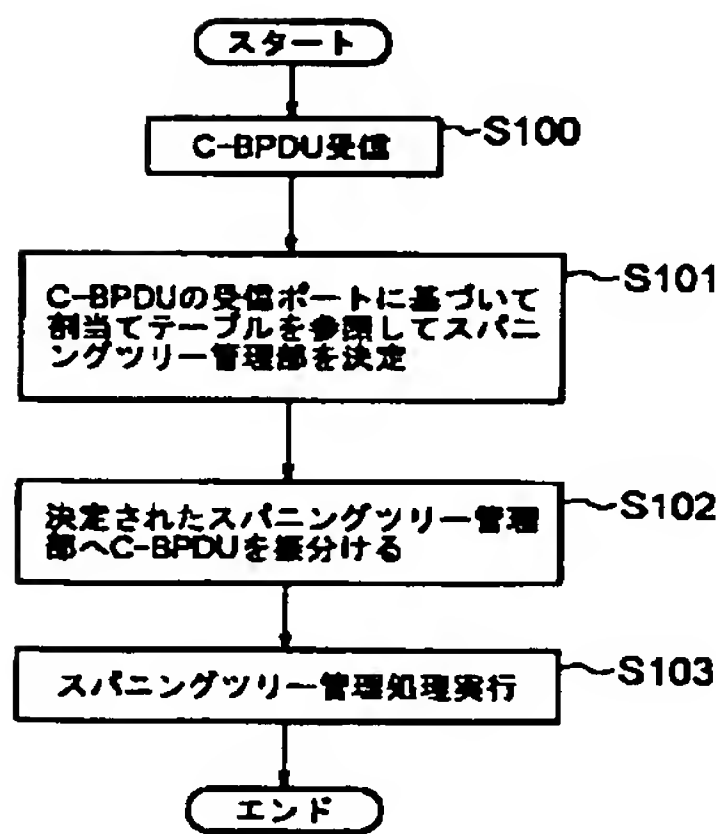 スタート
C-BPDU受信
S100
C-BPDUの受信ポートに基づいて
割当てテーブルを参照してスパニ
ングツリー管理部を決定
S101
決定されたスパニングツリー管理
部へC-BPDUを振分ける
S102
スパニングツリー管理処理実行
S103
エンド